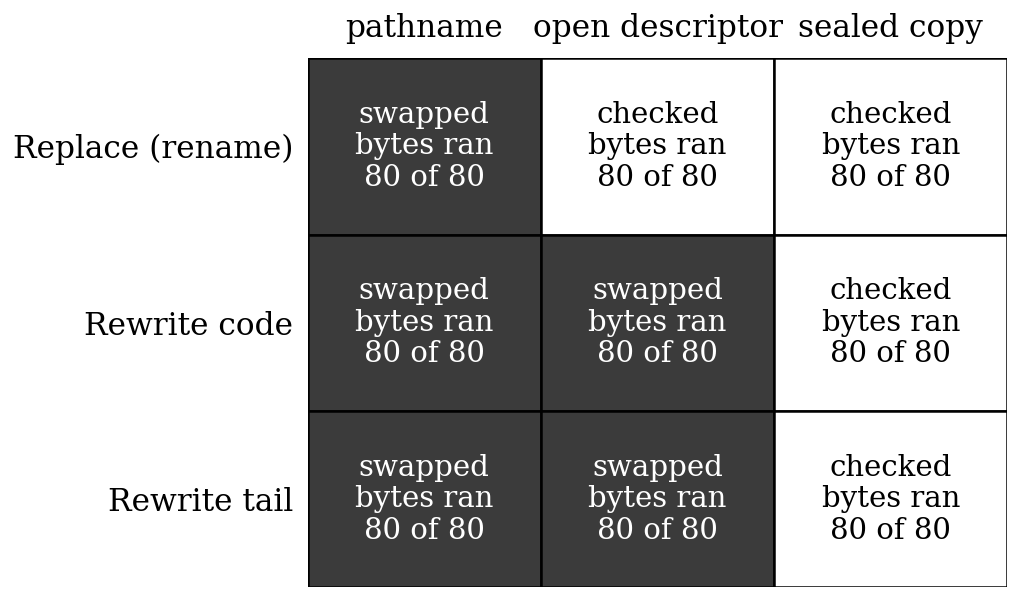 pathname open descriptor sealed copy
Replace (rename)
swapped
bytes ran
80 of 80
checked
bytes ran
80 of 80
checked
bytes ran
80 of 80
Rewrite code
swapped
bytes ran
80 of 80
swapped
bytes ran
80 of 80
checked
bytes ran
80 of 80
Rewrite tail
swapped
bytes ran
80 of 80
swapped
bytes ran
80 of 80
checked
bytes ran
80 of 80